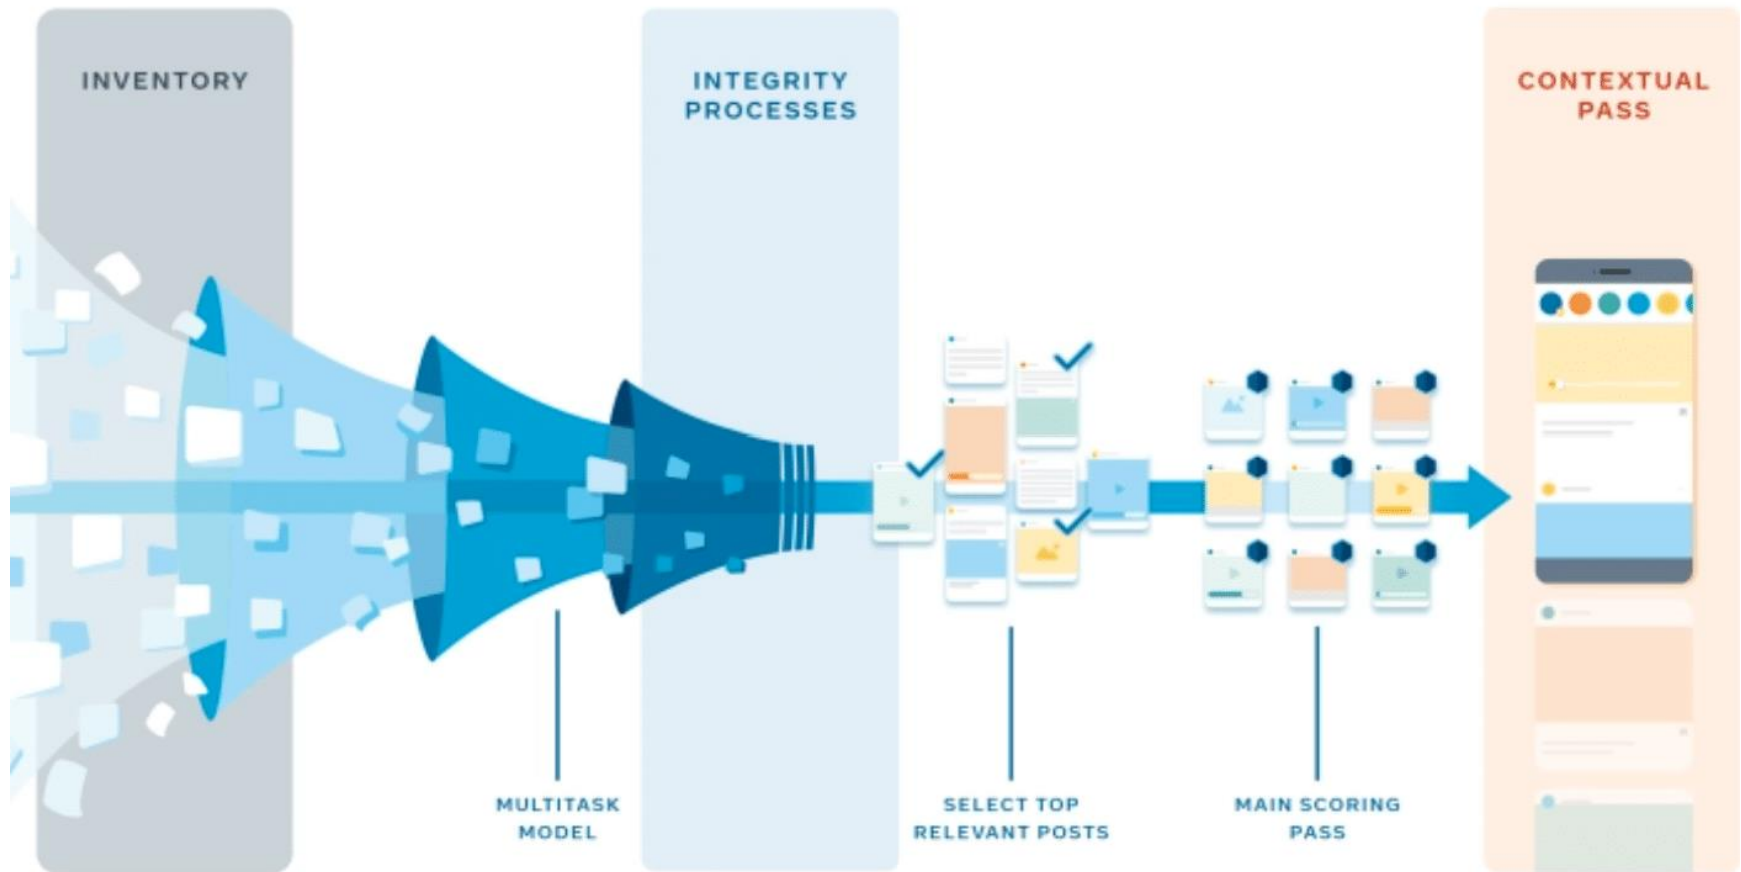 INVENTORY
INTEGRITY
PROCESSES
CONTEXTUAL
PASS
MULTITASK
MODEL
SELECT TOP
RELEVANT POSTS
MAIN SCORING
PASS